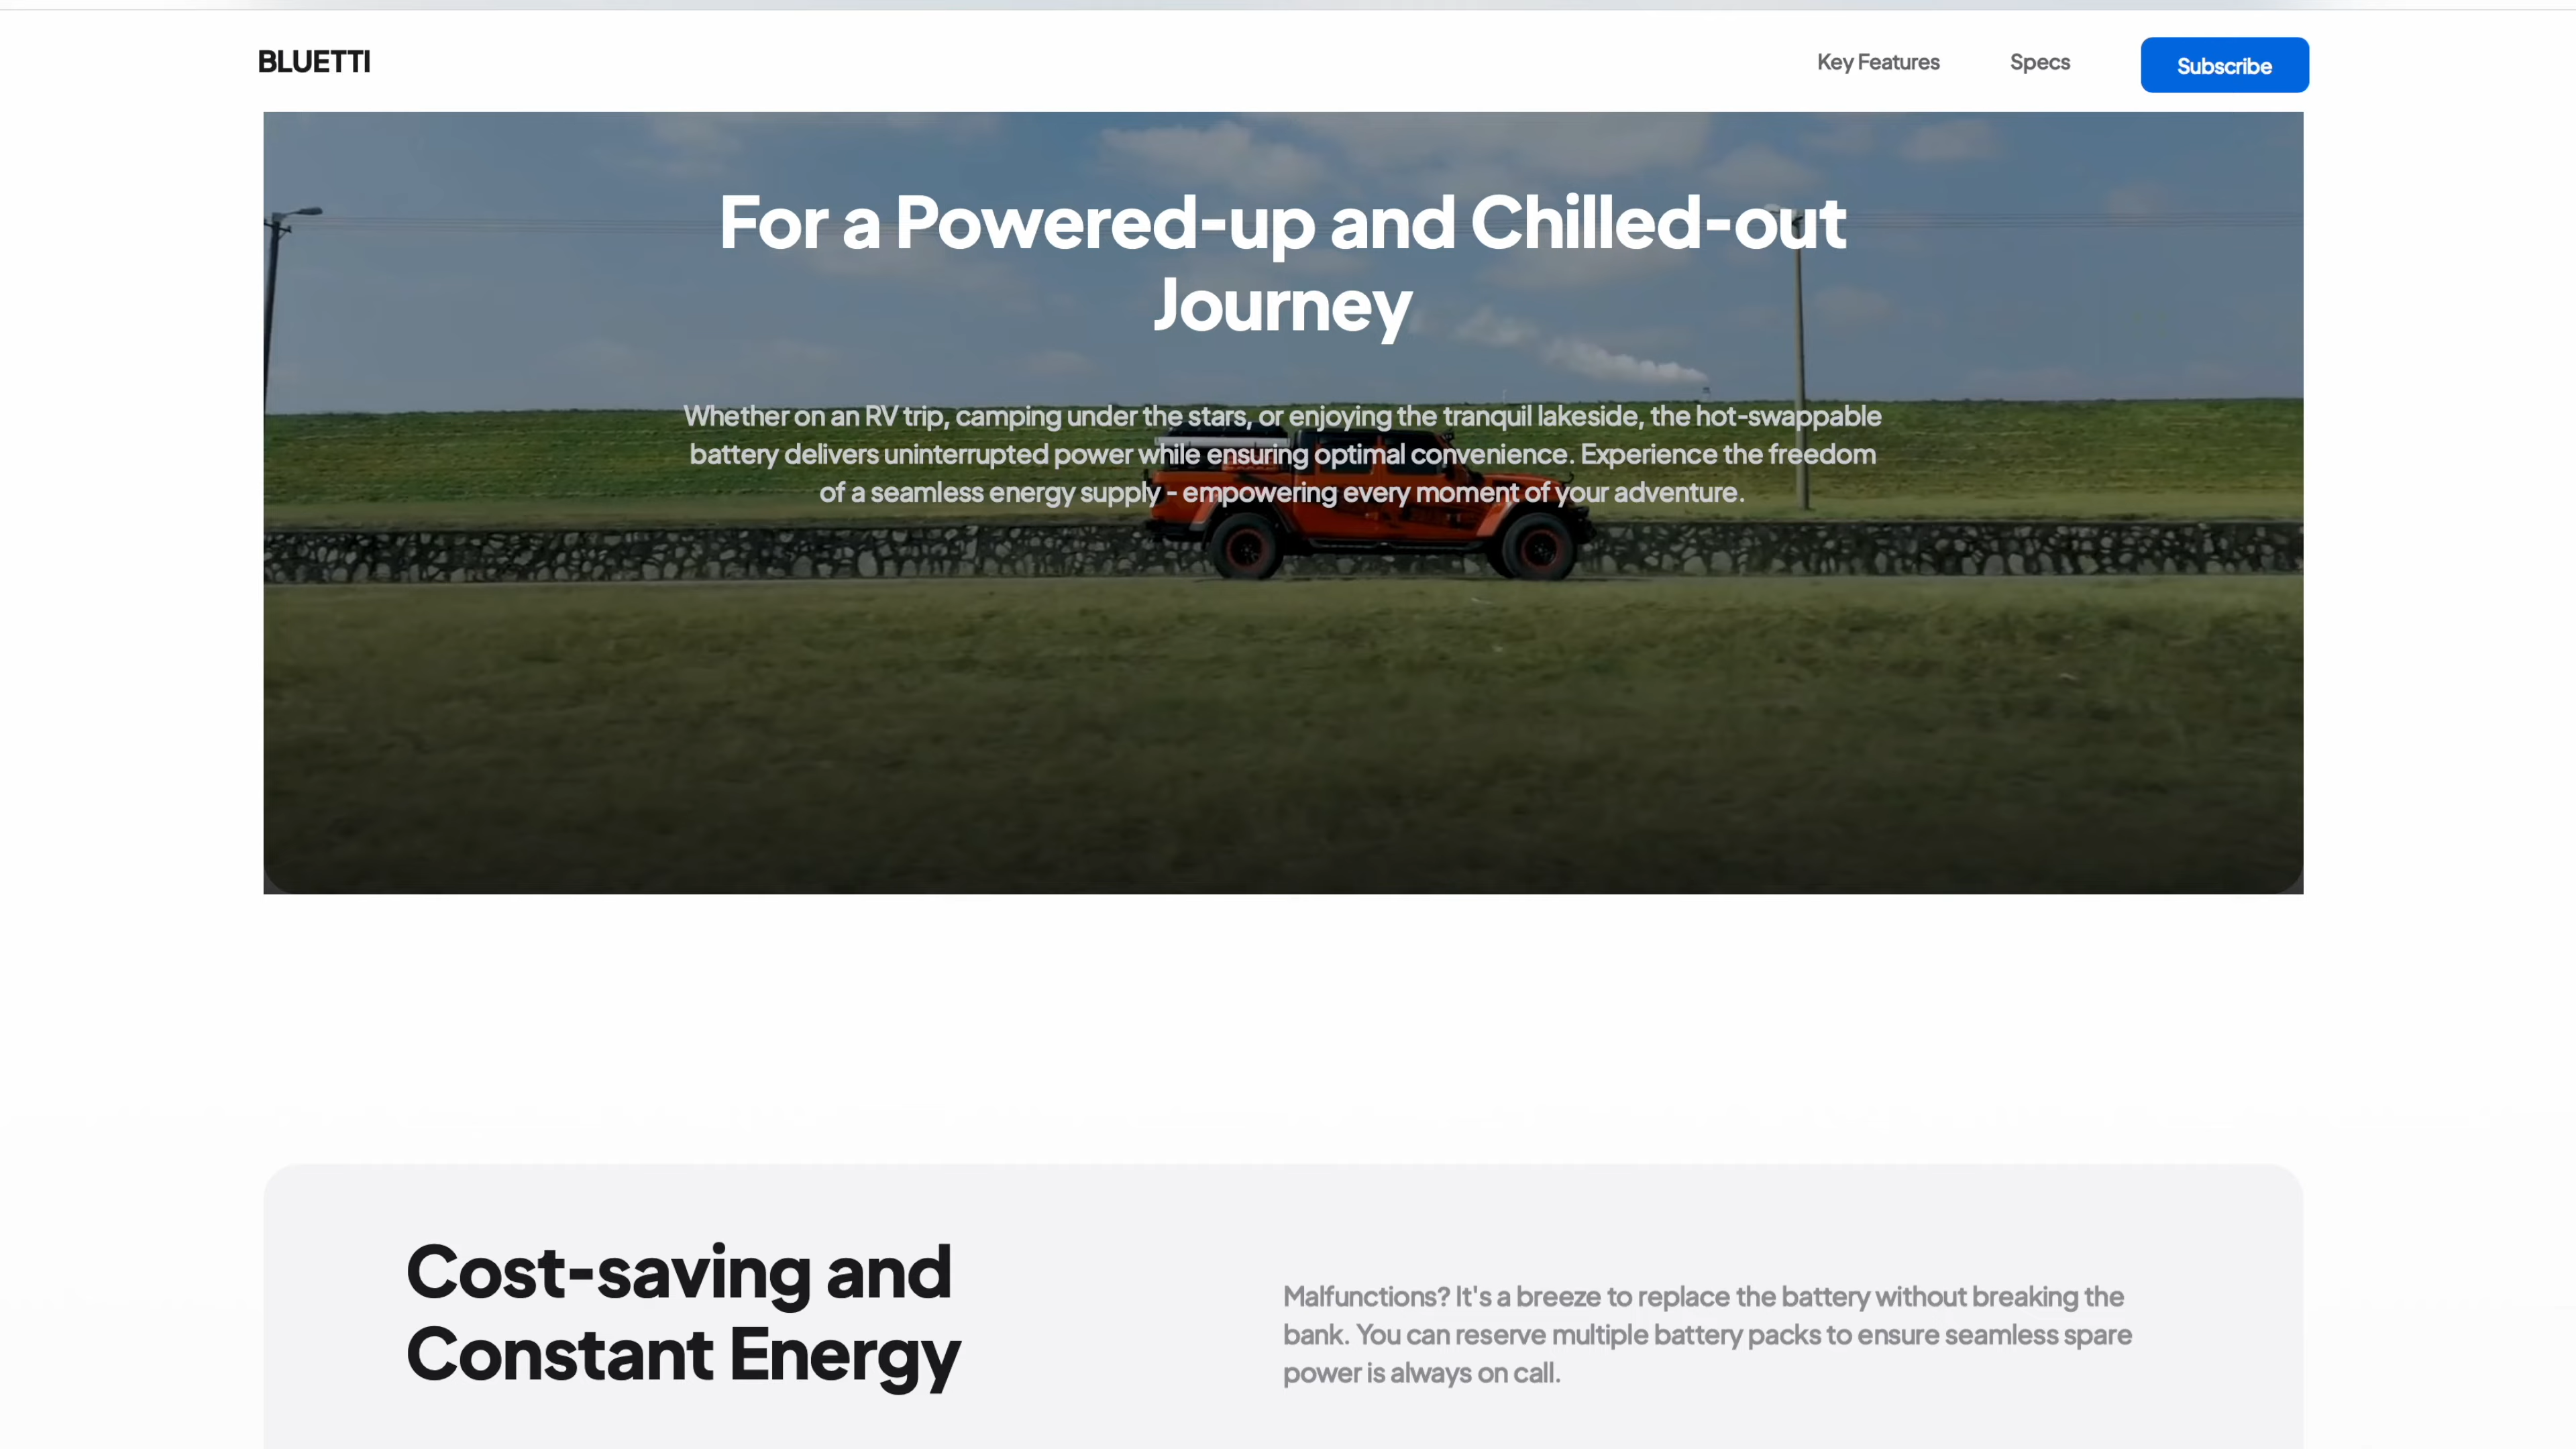 BLUETTI
Key Features
Specs
Subscribe
For a Powered-up and Chilled-out
Journey
Whether on an RV trip, camping under the stars, or enjoying the tranquil lakeside, the hot-swappable
battery delivers uninterrupted power while ensuring optimal convenience. Experience the freedom
of a seamless energy supply - empowering every moment of your adventure.
Cost-saving and
Constant Energy
Malfunctions? It's a breeze to replace the battery without breaking the
bank. You can reserve multiple battery packs to ensure seamless spare
power is always on call.